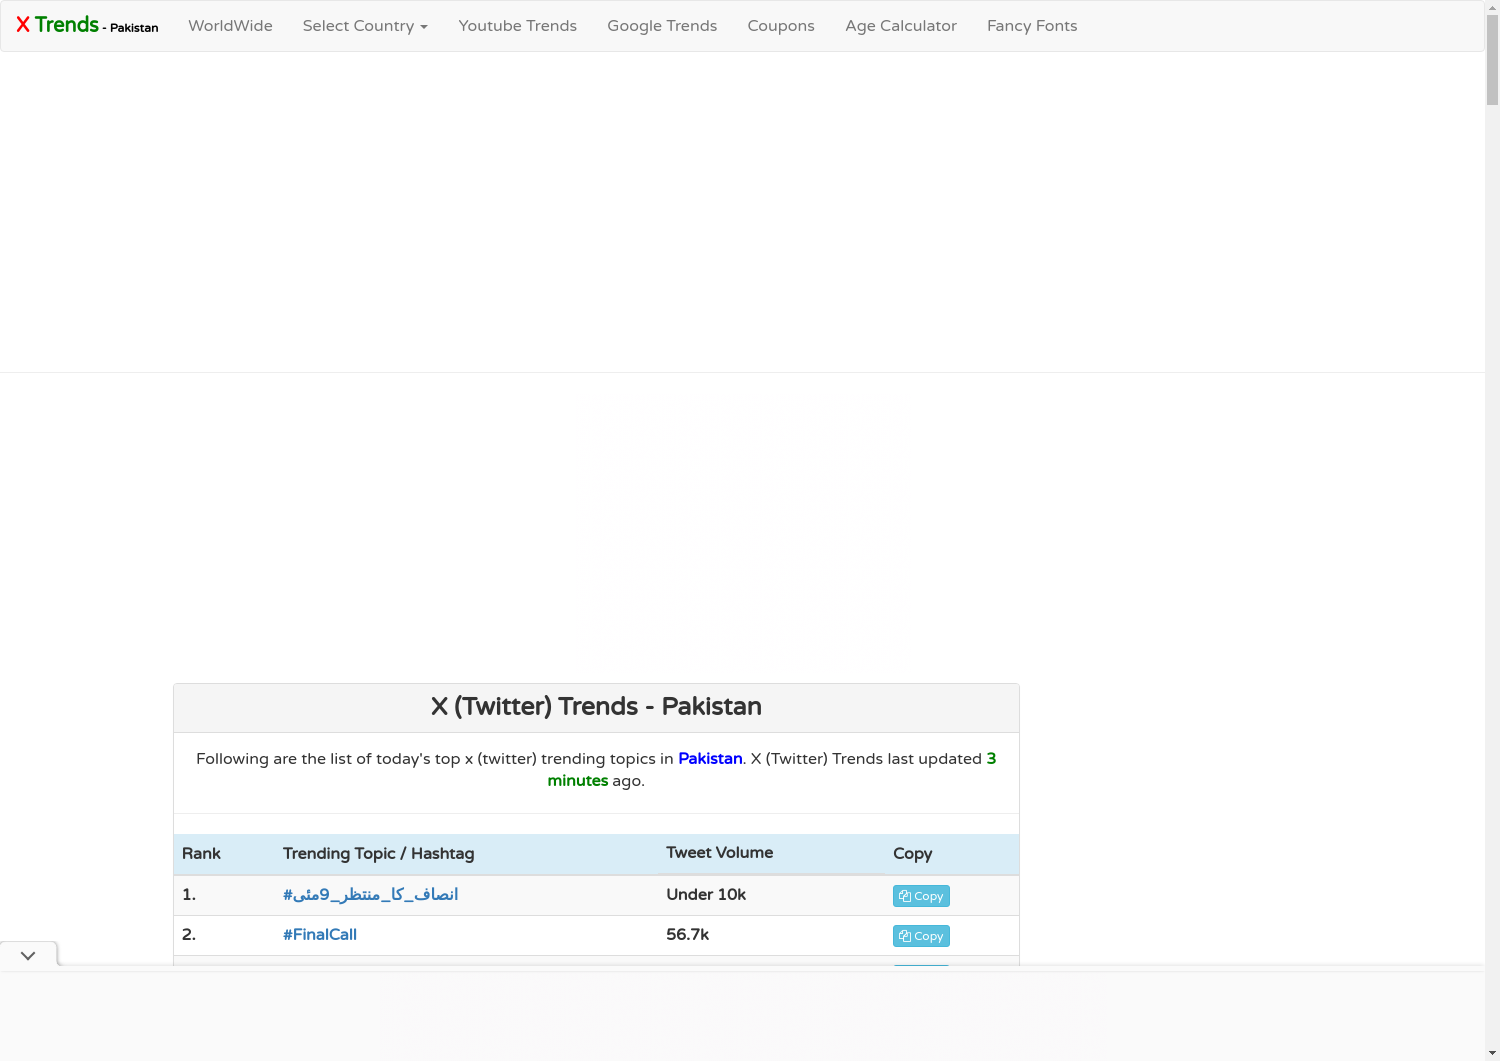 X Trends - Pakistan WorldWide Select Country Youtube Trends Google Trends Coupons Age Calculator Fancy Fonts
X (Twitter) Trends - Pakistan
Following are the list of today's top x (twitter) trending topics in Pakistan. X (Twitter) Trends last updated 3
minutes ago.
Rank Trending Topic / Hashtag Tweet Volume Copy
1. #انصاف_کا_منتظر_9مئی Under 10k Copy
2. #FinalCall 56.7k Copy